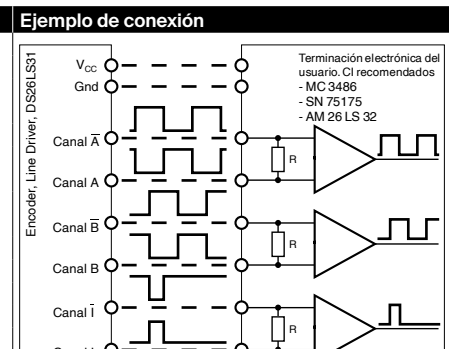 Ejemplo de conexión
Encoder, Line Driver, DS26LS31
VCC
Gnd
Canal A̅
Canal A
Canal B̅
Canal B
Canal I̅
Terminación electrónica del
usuario. CI recomendados
- MC 3486
- SN 75175
- AM 26 LS 32
R
R
R